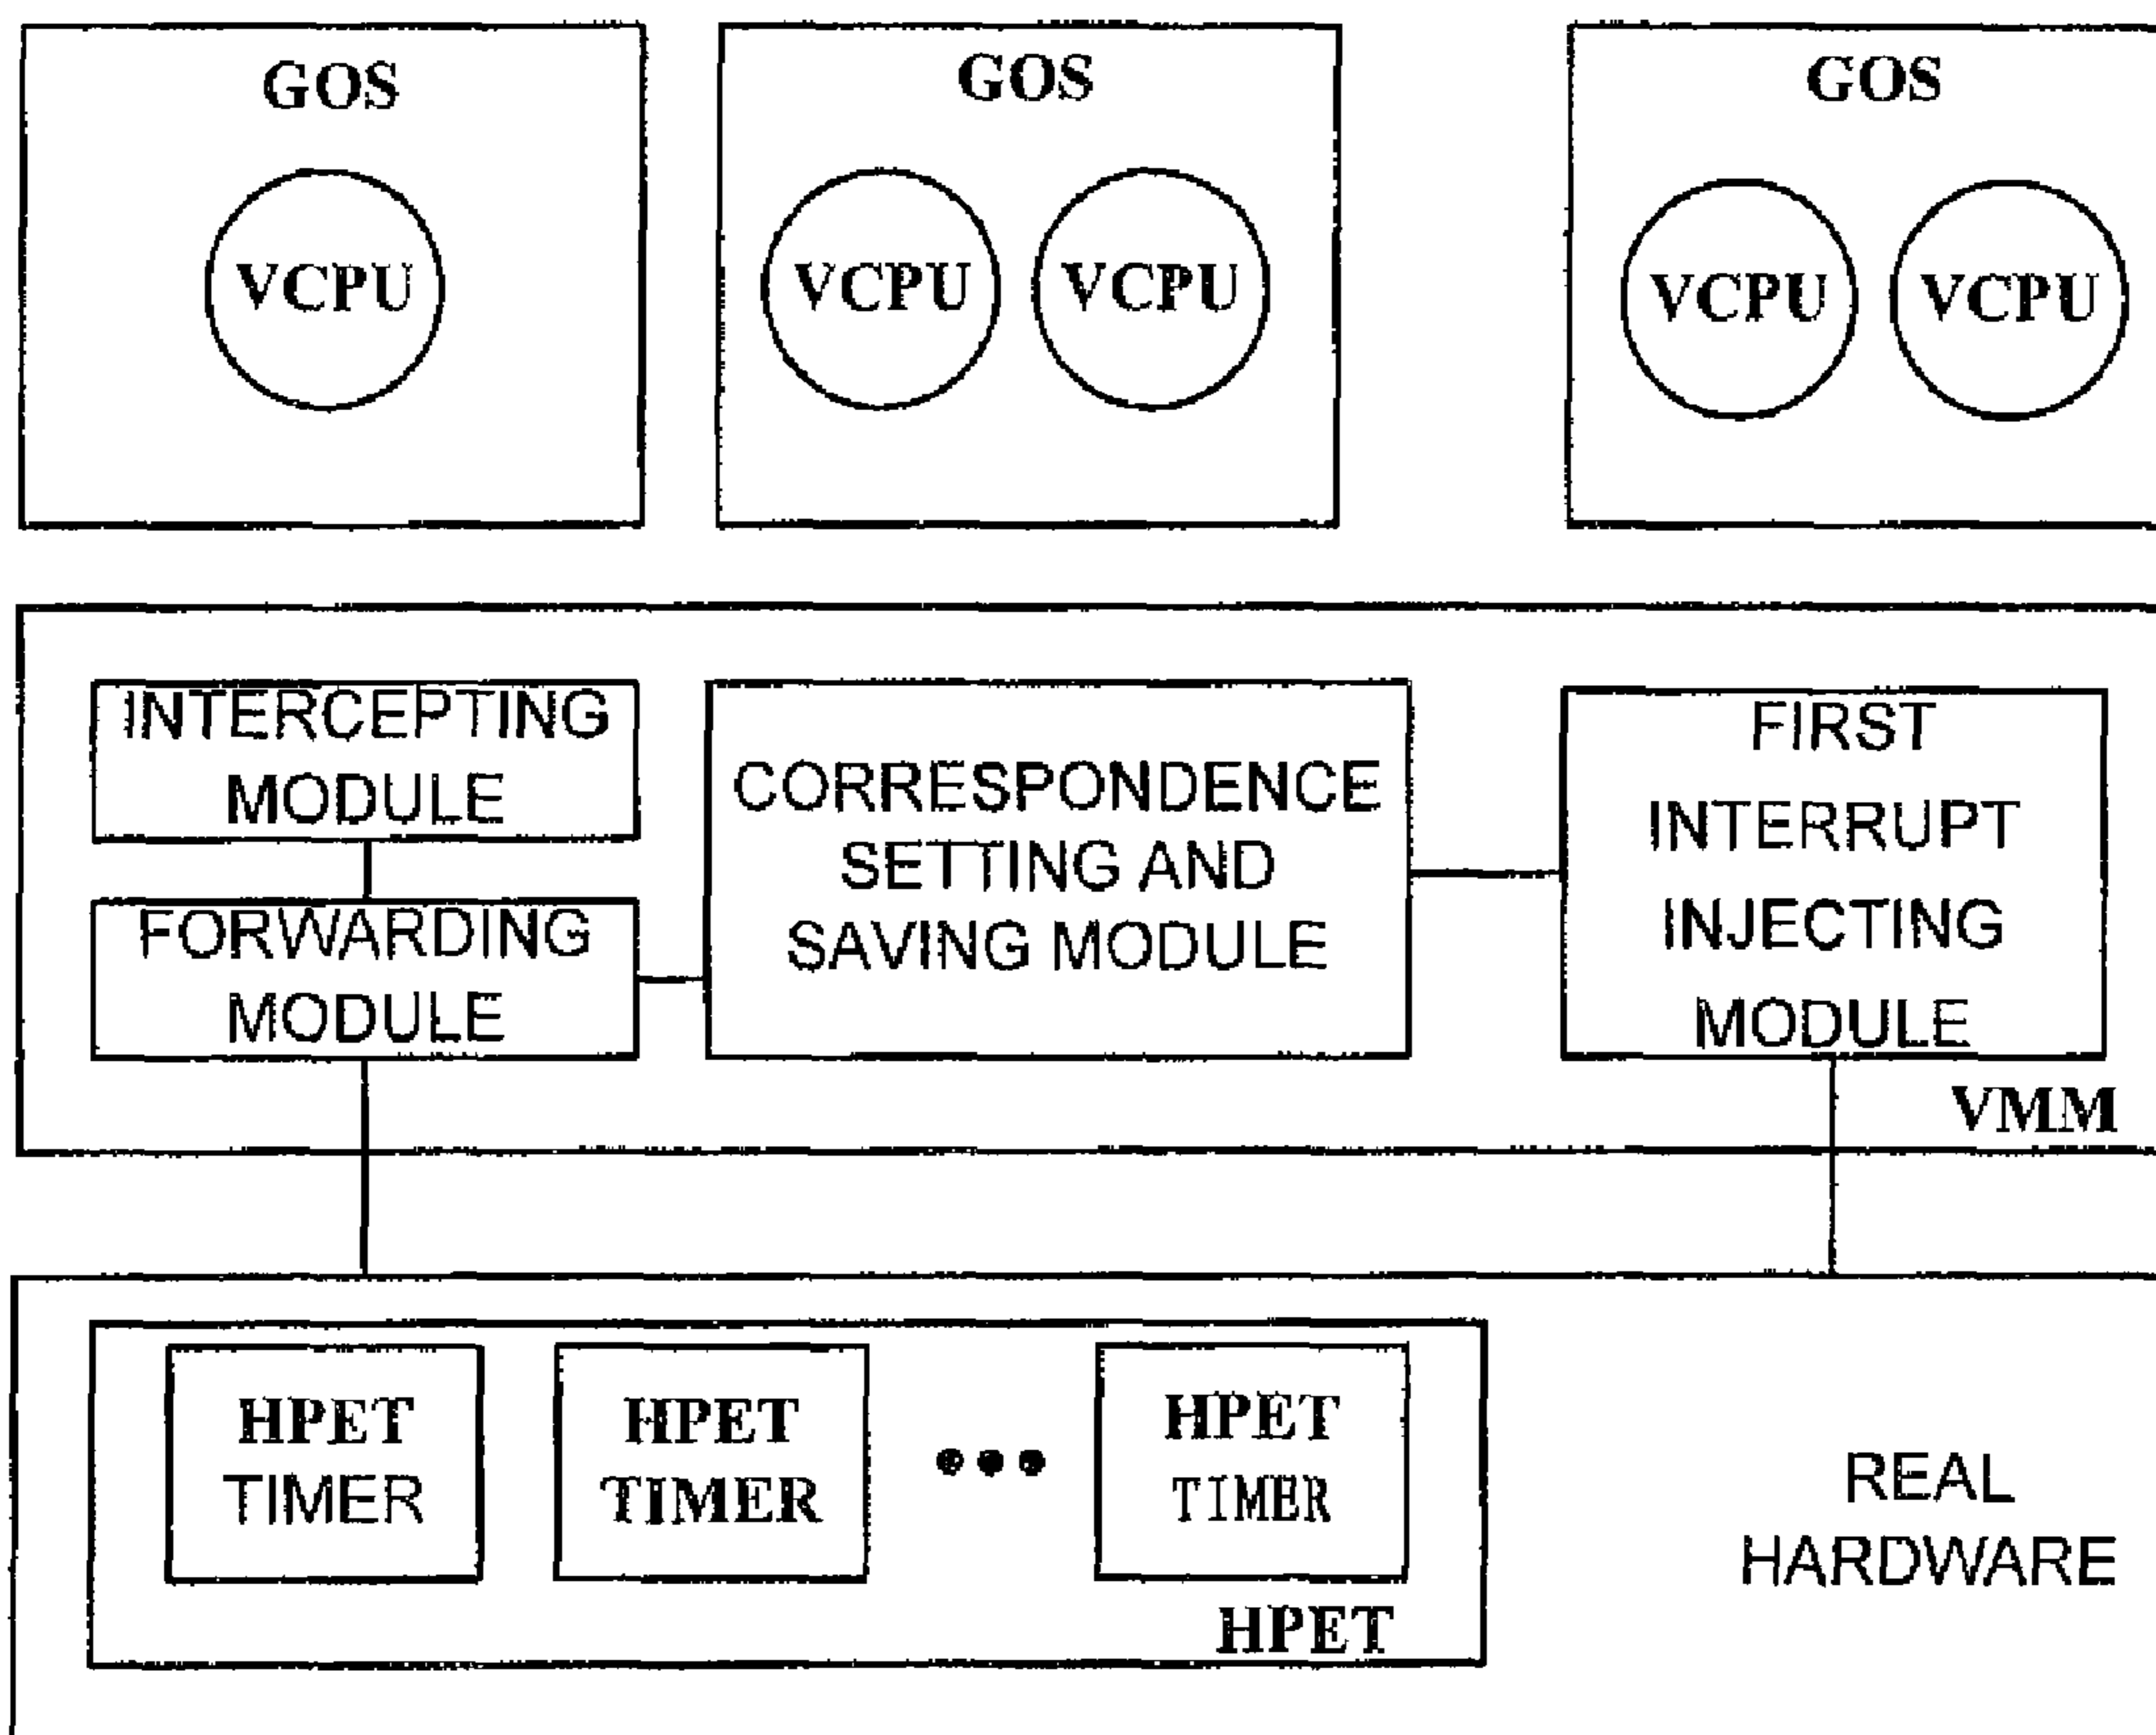 GOS
VCPU
GOS
VCPU VCPU
GOS
VCPU VCPU
INTERCEPTING
MODULE
FORWARDING
MODULE
CORRESPONDENCE
SETTING AND
SAVING MODULE
FIRST
INTERRUPT
INJECTING
MODULE
VMM
HPET
TIMER
HPET
TIMER
HPET
TIMER
HPET
REAL
HARDWARE